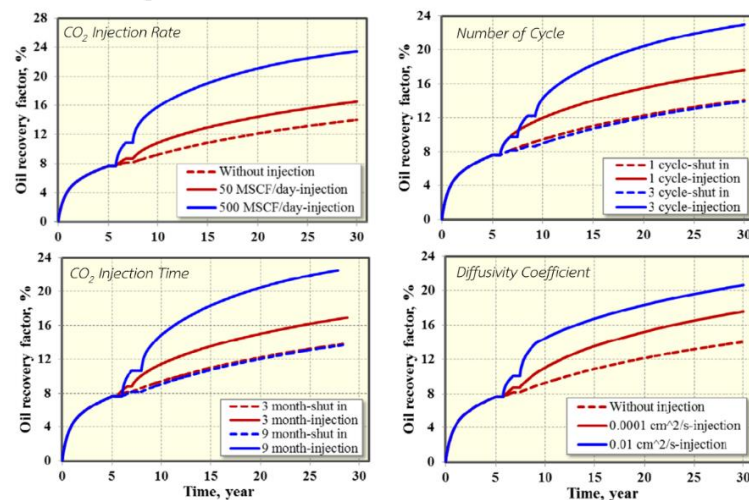 CO2 Injection Rate
Oil recovery factor, %
28
24
20
16
12
8
4
0
Without injection
50 MSCF/day-injection
500 MSCF/day-injection
0 5 10 15 20 25 30
Number of Cycle
Oil recovery factor, %
24
20
16
12
8
4
0
1 cycle-shut in
1 cycle-injection
3 cycle-shut in
3 cycle-injection
0 5 10 15 20 25 30
CO2 Injection Time
Oil recovery factor, %
24
20
16
12
8
4
0
3 month-shut in
3 month-injection
9 month-shut in
9 month-injection
0 5 10 15 20 25 30
Time, year
Diffusivity Coefficient
Oil recovery factor, %
24
20
16
12
8
4
0
Without injection
0.0001 cm^2/s-injection
0.01 cm^2/s-injection
0 5 10 15 20 25 30
Time, year